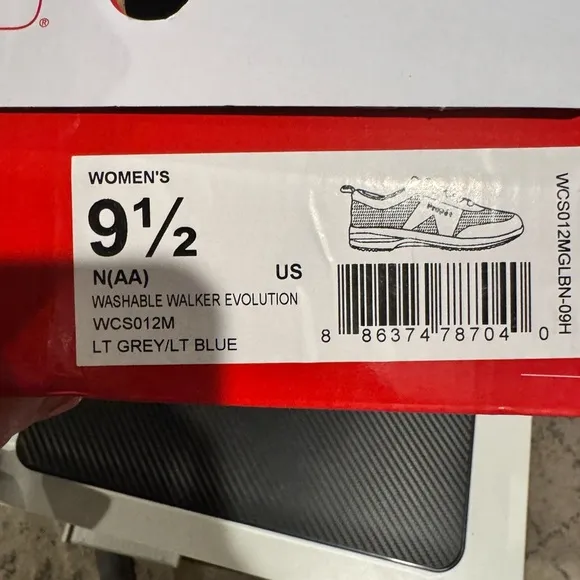 ®
WOMEN'S
9½
N(AA)
US
WASHABLE WALKER EVOLUTION
WCS012M
LT GREY/LT BLUE
Propét
8 86374 78704 0
WCS012MGLBN-09H